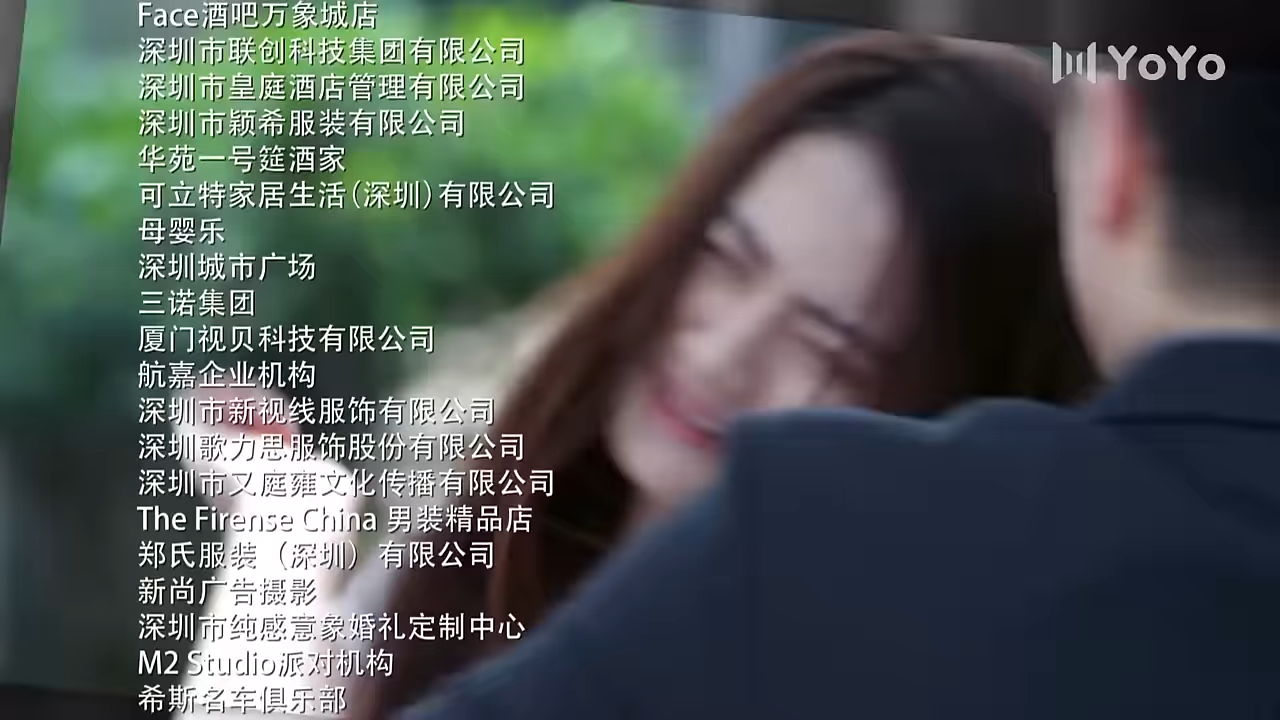 Face酒吧万象城店
YoYo
深圳市联创科技集团有限公司
深圳市皇庭酒店管理有限公司
深圳市颖希服装有限公司
华苑一号筵酒家
可立特家居生活(深圳)有限公司
母婴乐
深圳城市广场
三诺集团
厦门视贝科技有限公司
航嘉企业机构
深圳市新视线服饰有限公司
深圳歌力思服饰股份有限公司
深圳市又庭雍文化传播有限公司
The Firense China 男装精品店
郑氏服装（深圳）有限公司
新尚广告摄影
深圳市纯感意象婚礼定制中心
M2 Studio派对机构
希斯名车俱乐部